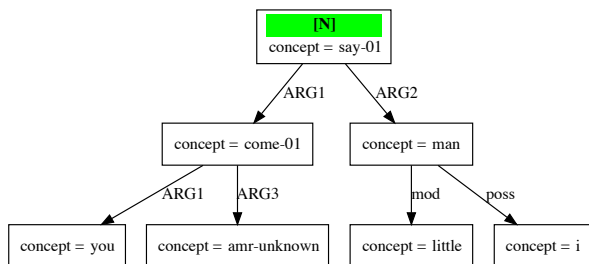 [N]
concept = say-01
ARG1 ARG2
concept = come-01 concept = man
ARG1 ARG3 mod poss
concept = you concept = amr-unknown concept = little concept = i